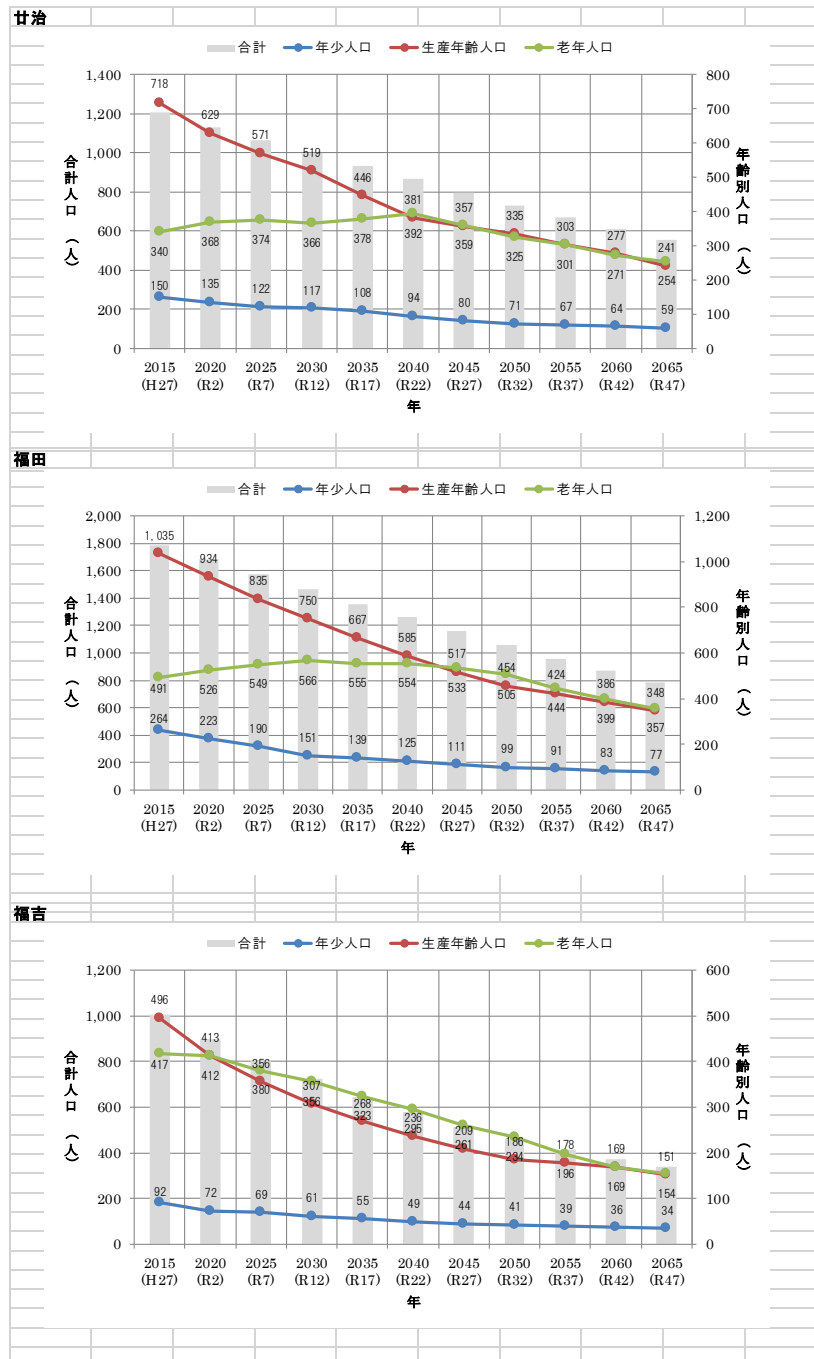 廿治
合計 年少人口 生産年齢人口 老年人口
1,400
1,200
1,000
800
600
400
200
0
合計人口（人）
800
700
600
500
400
300
200
100
0
年齢別人口（人）
718 629 571 519 446 381 357 335 303 277 241
340 368 374 366 378 392 359 325 301 271 254
150 135 122 117 108 94 80 71 67 64 59
2015 2020 2025 2030 2035 2040 2045 2050 2055 2060 2065
(H27) (R2) (R7) (R12) (R17) (R22) (R27) (R32) (R37) (R42) (R47)
年
福田
合計 年少人口 生産年齢人口 老年人口
2,000
1,800
1,600
1,400
1,200
1,000
800
600
400
200
0
合計人口（人）
1,200
1,000
800
600
400
200
0
年齢別人口（人）
1,035 934 835 750 667 585 517 454 424 386 348
491 526 549 566 555 554 533 505 444 399 357
264 223 190 151 139 125 111 99 91 83 77
2015 2020 2025 2030 2035 2040 2045 2050 2055 2060 2065
(H27) (R2) (R7) (R12) (R17) (R22) (R27) (R32) (R37) (R42) (R47)
年
福吉
合計 年少人口 生産年齢人口 老年人口
1,200
1,000
800
600
400
200
0
合計人口（人）
600
500
400
300
200
100
0
年齢別人口（人）
496 413 356 307 268 236 209 186 178 169 151
417 412 380 356 323 295 261 234 196 169 154
92 72 69 61 55 49 44 41 39 36 34
2015 2020 2025 2030 2035 2040 2045 2050 2055 2060 2065
(H27) (R2) (R7) (R12) (R17) (R22) (R27) (R32) (R37) (R42) (R47)
年